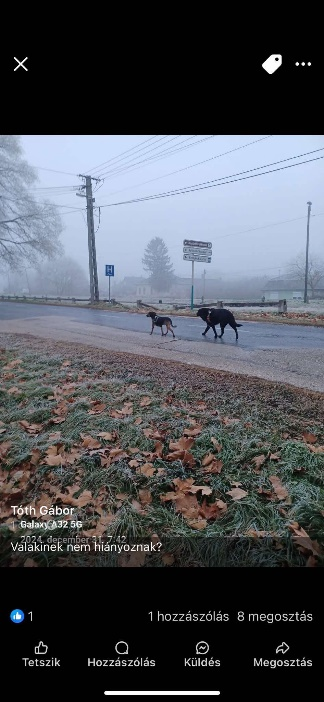 H
Tóth Gábor
Galaxy A32 5G
2024. december 31. 7:42
Valakinek nem hiányoznak?
1
1 hozzászólás 8 megosztás
Tetszik Hozzászólás Küldés Megosztás